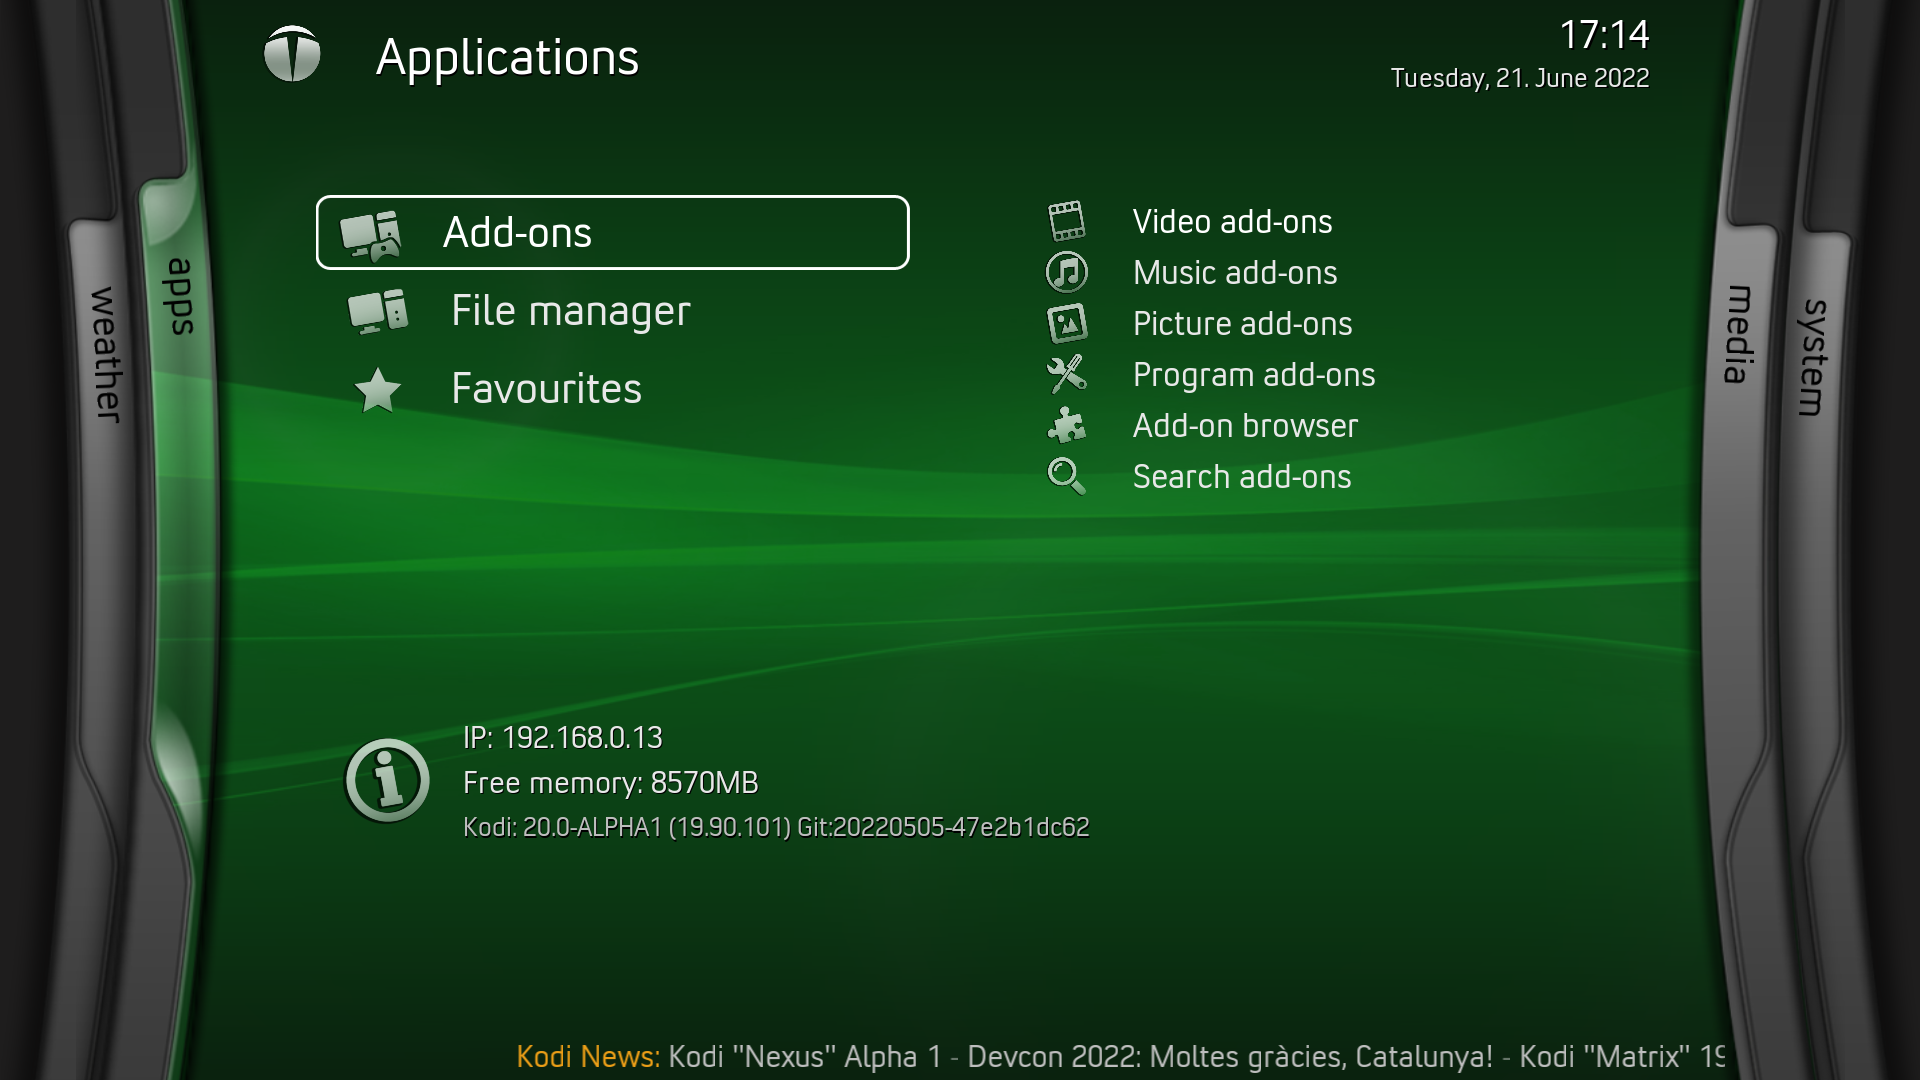 Applications
17:14
Tuesday, 21. June 2022
weather
apps
Add-ons
File manager
Favourites
Video add-ons
Music add-ons
Picture add-ons
Program add-ons
Add-on browser
Search add-ons
media
system
IP: 192.168.0.13
Free memory: 8570MB
Kodi: 20.0-ALPHA1 (19.90.101) Git:20220505-47e2b1dc62
Kodi News: Kodi "Nexus" Alpha 1 - Devcon 2022: Moltes gràcies, Catalunya! - Kodi "Matrix" 19